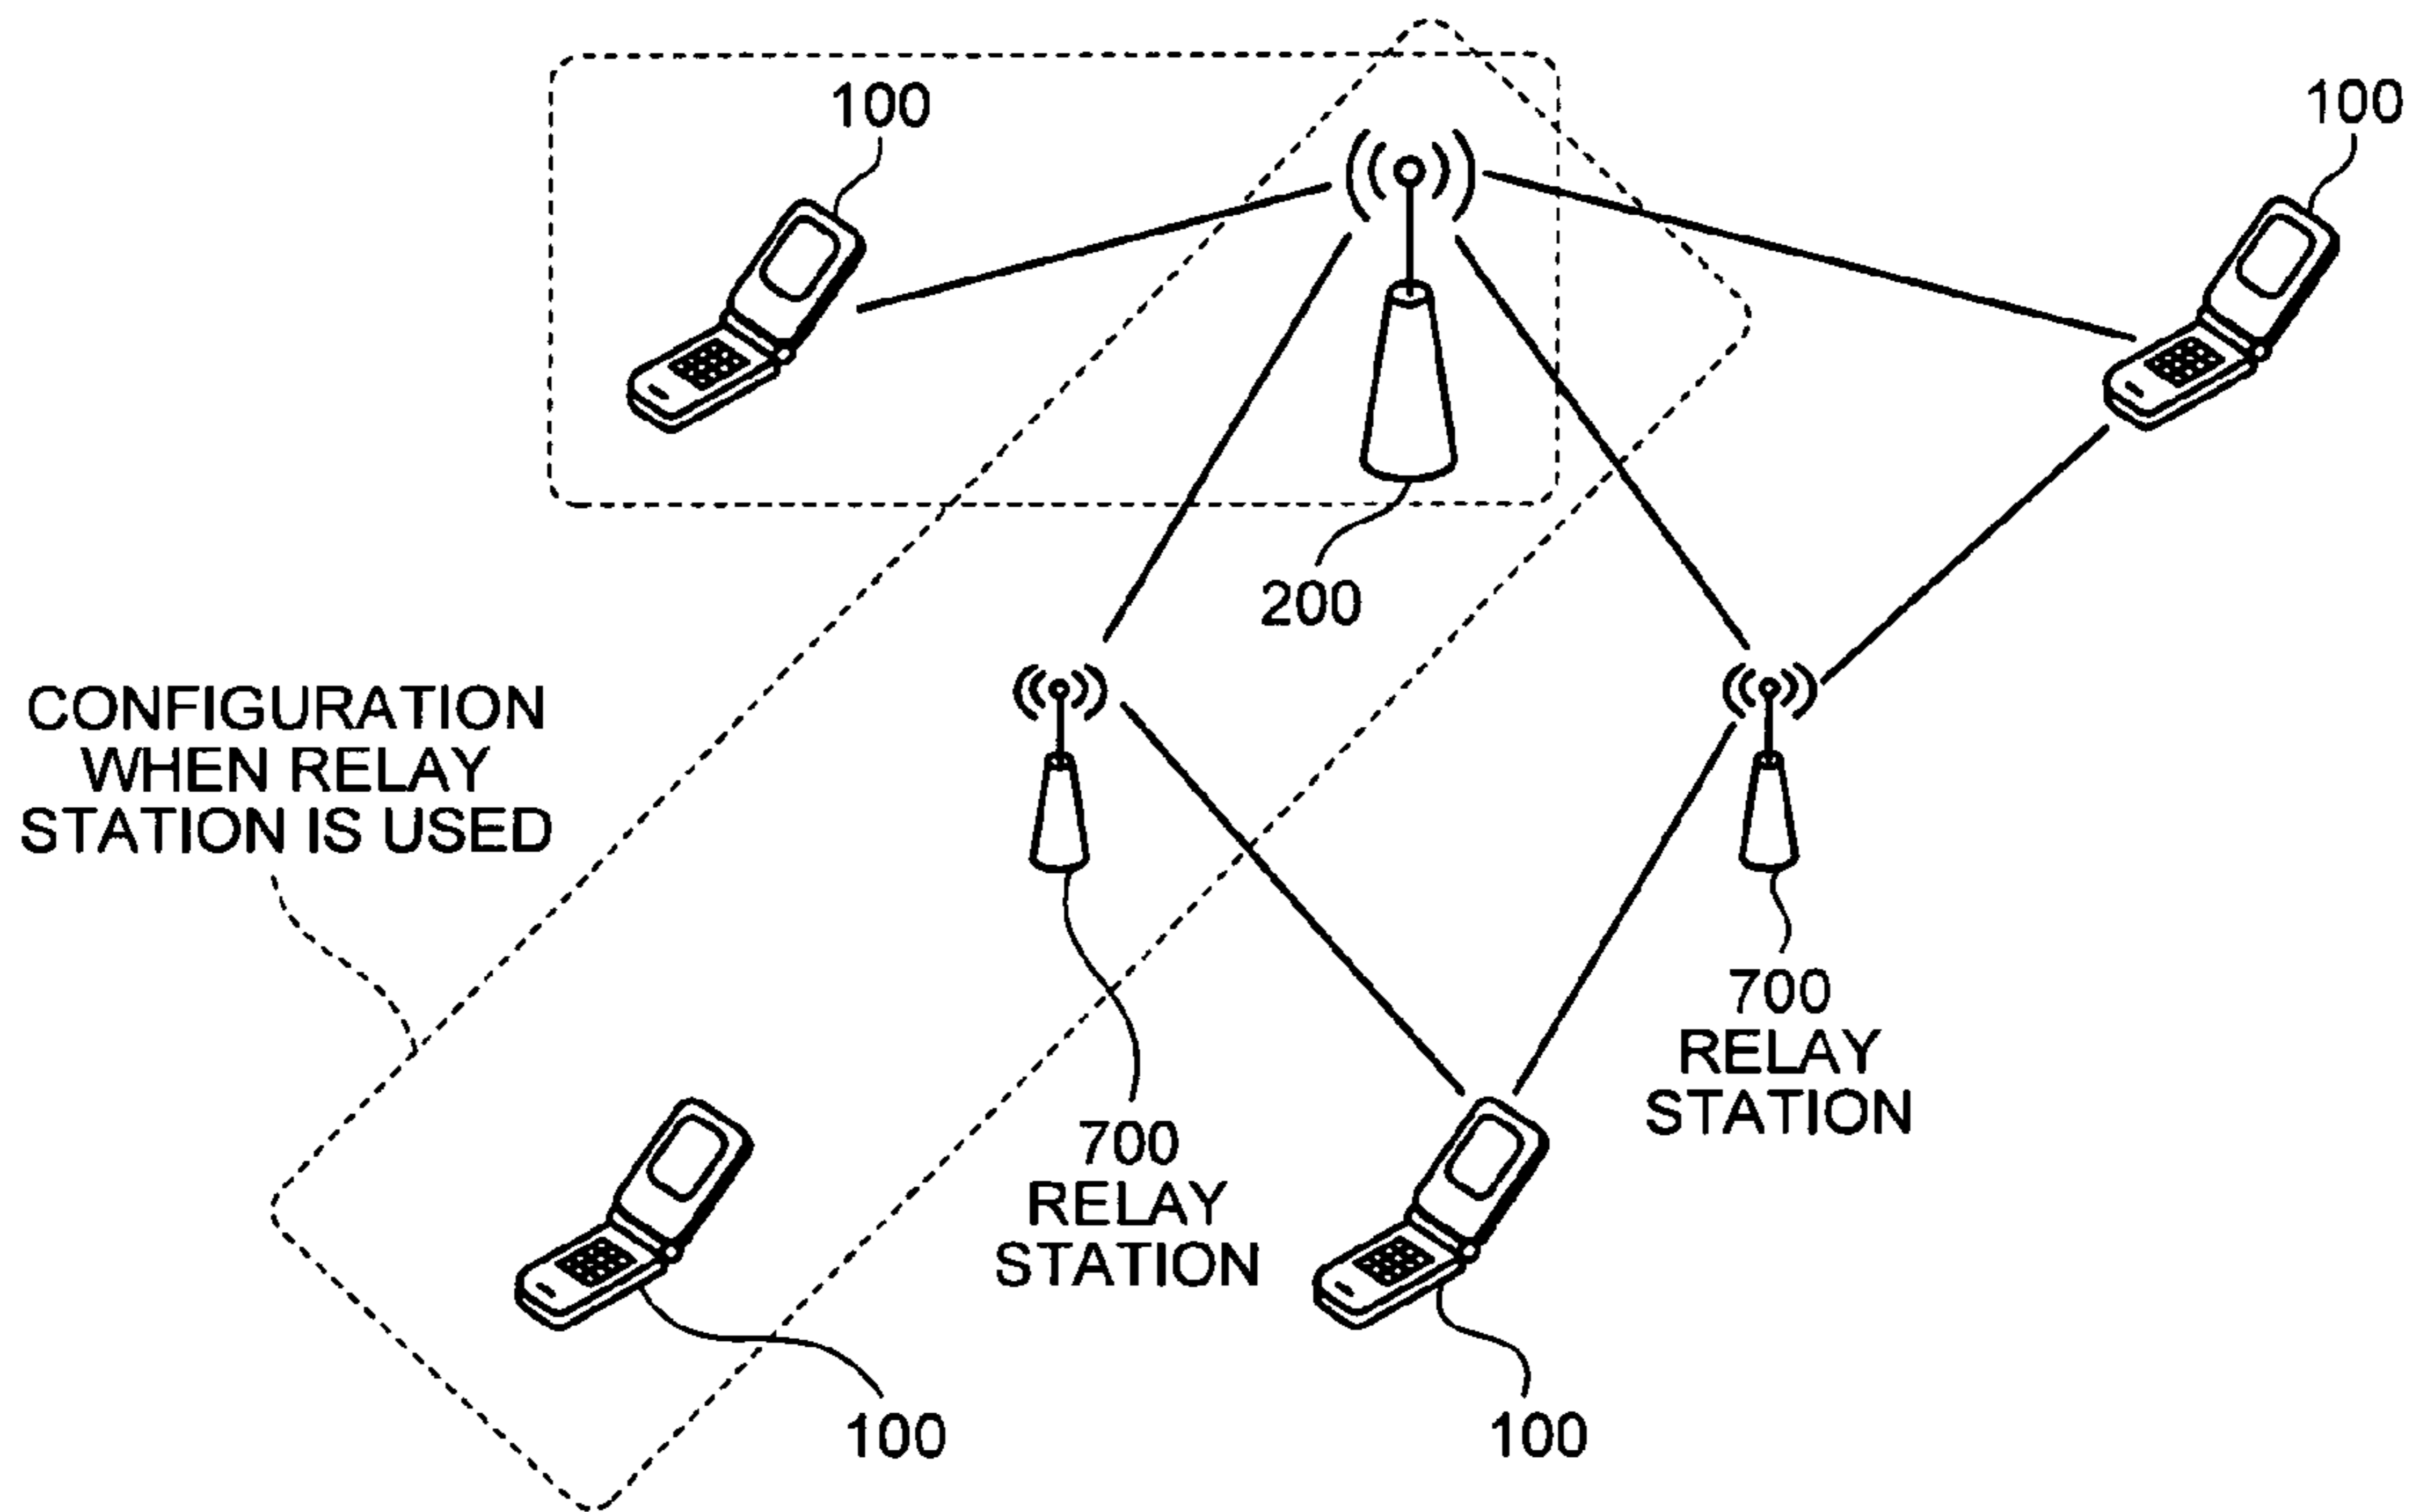 100
100
200
CONFIGURATION
WHEN RELAY
STATION IS USED
700
RELAY
STATION
700
RELAY
STATION
100
100